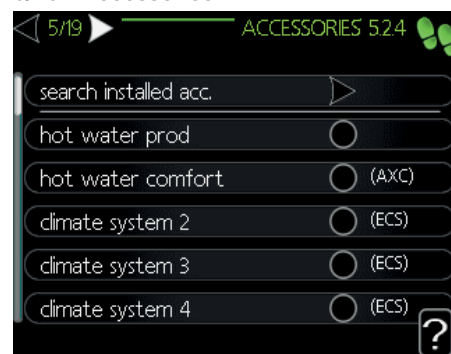 5/19 ACCESSORIES 5.2.4
search installed acc.
hot water prod
hot water comfort (AXC)
climate system 2 (ECS)
climate system 3 (ECS)
climate system 4 (ECS)
?